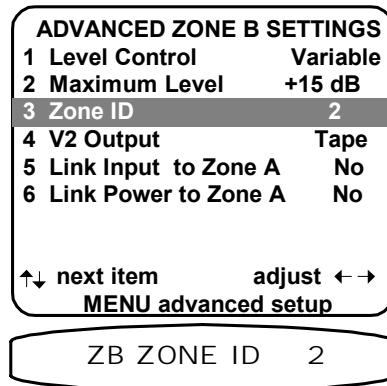 ADVANCED ZONE B SETTINGS
1 Level Control Variable
2 Maximum Level +15 dB
3 Zone ID 2
4 V2 Output Tape
5 Link Input to Zone A No
6 Link Power to Zone A No
↑↓ next item adjust ←→
MENU advanced setup
ZB ZONE ID 2